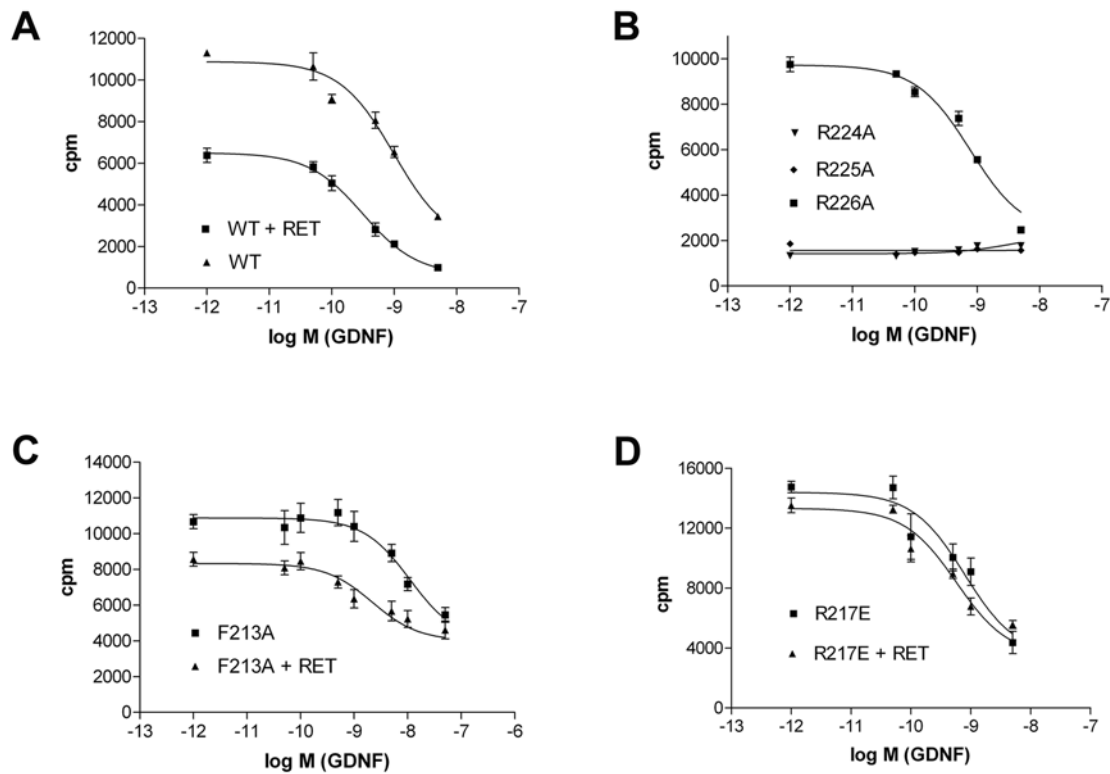 A
12000
10000
8000
6000
4000
2000
0
cpm
WT + RET
WT
-13 -12 -11 -10 -9 -8 -7
log M (GDNF)
B
10000
8000
6000
4000
2000
0
cpm
R224A
R225A
R226A
-13 -12 -11 -10 -9 -8 -7
log M (GDNF)
C
14000
12000
10000
8000
6000
4000
2000
0
cpm
F213A
F213A + RET
-13 -12 -11 -10 -9 -8 -7 -6
log M (GDNF)
D
16000
12000
8000
4000
0
cpm
R217E
R217E + RET
-13 -12 -11 -10 -9 -8 -7
log M (GDNF)